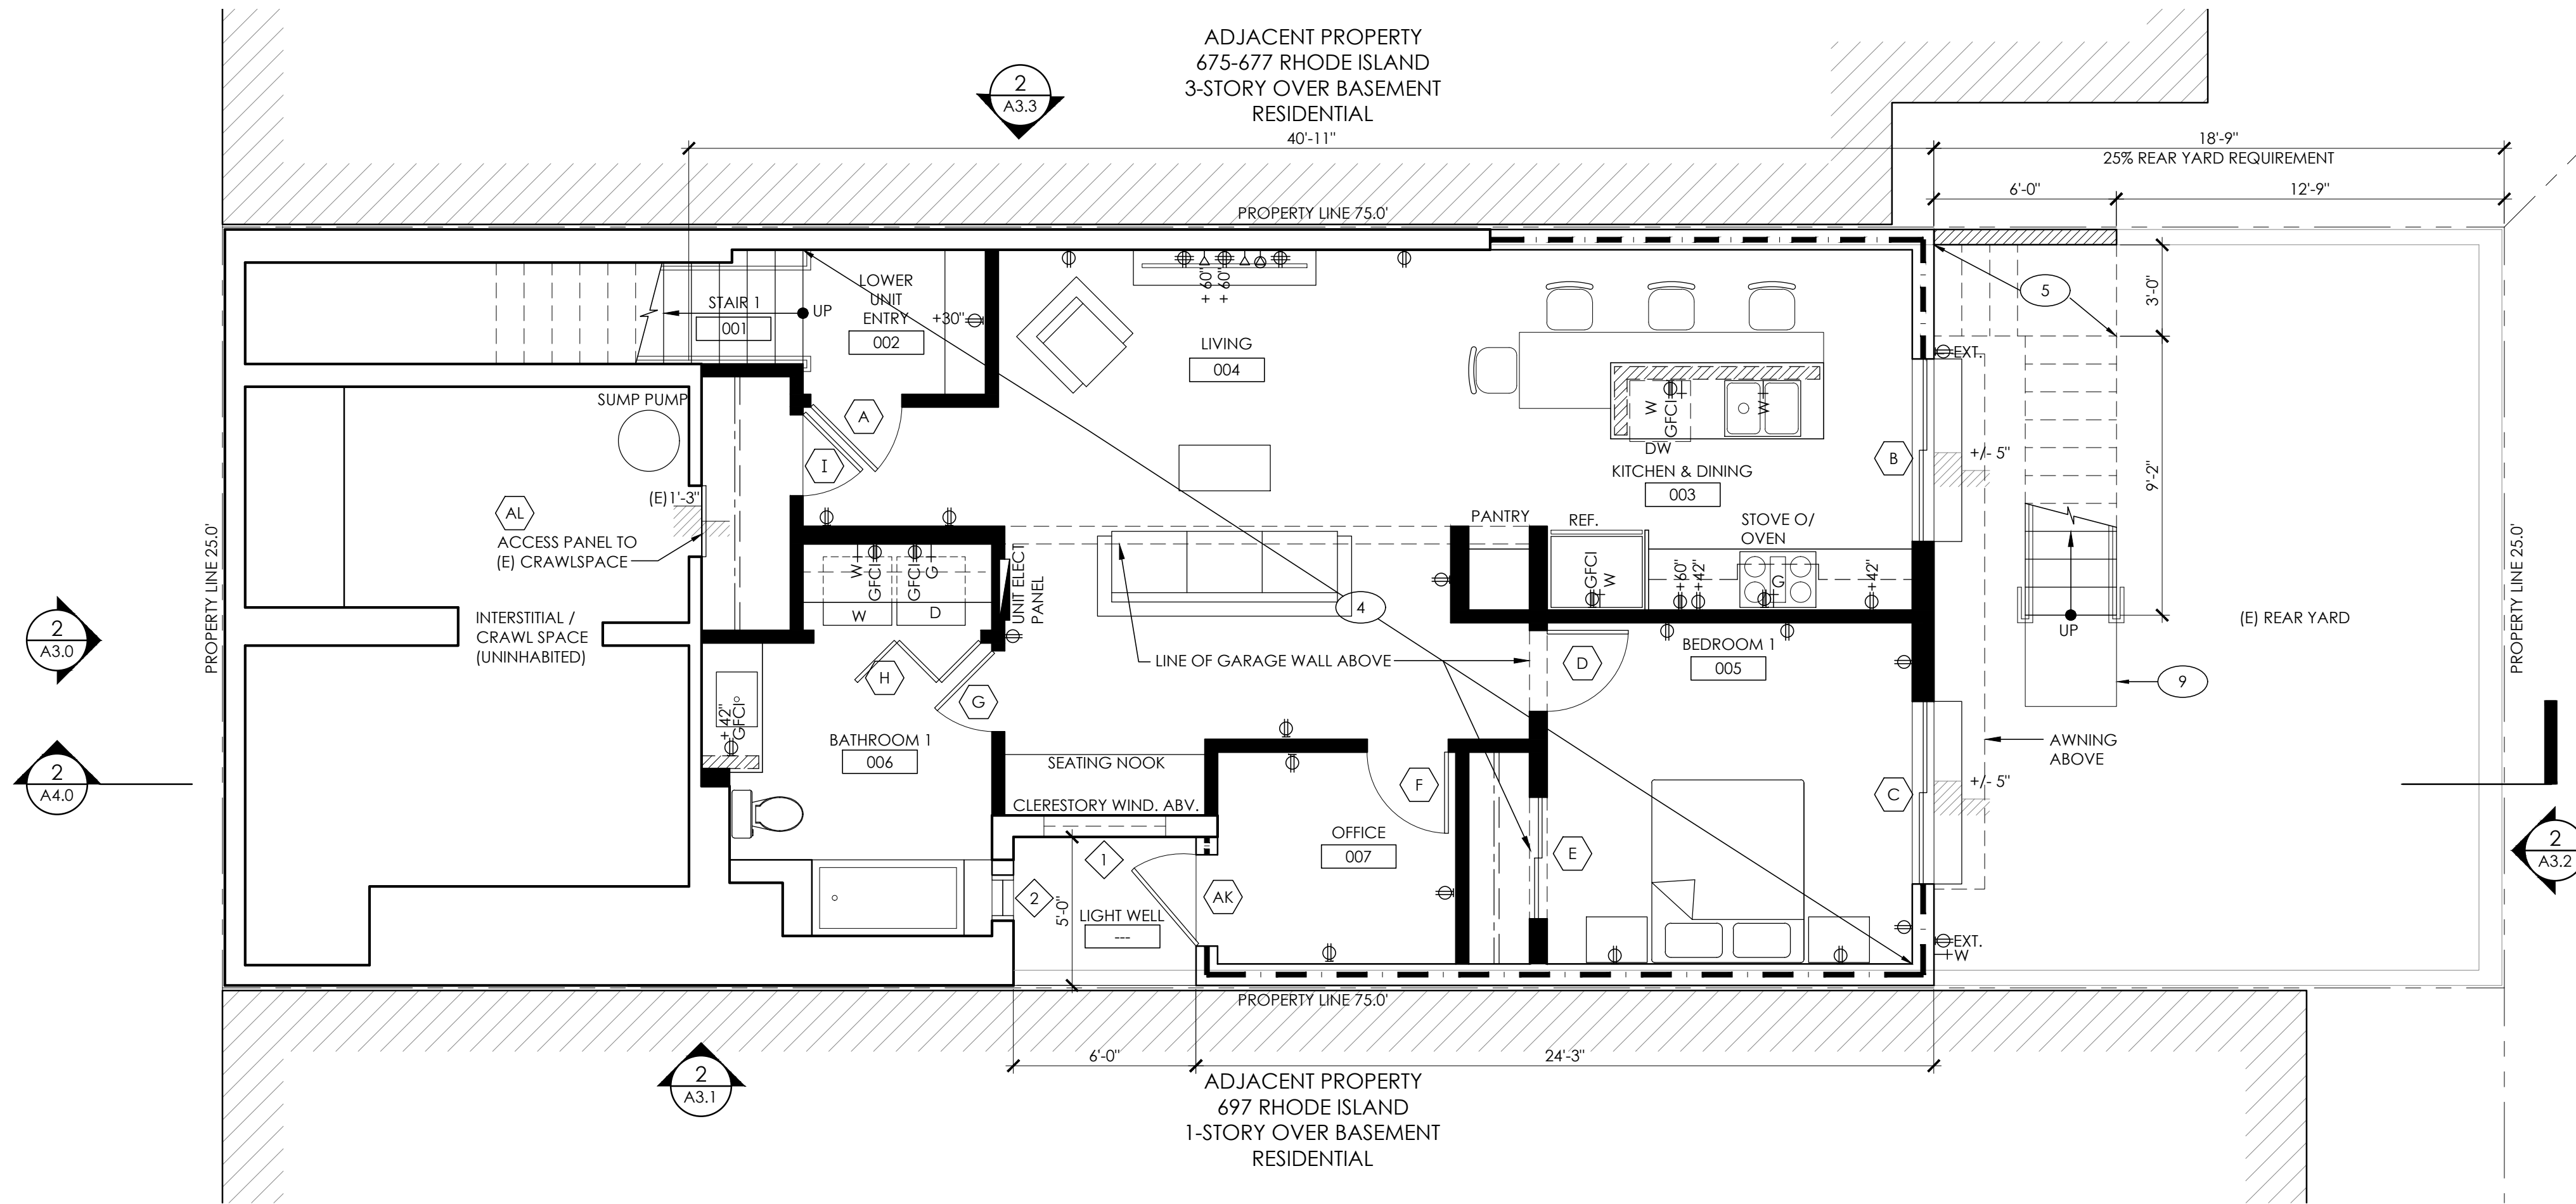 ADJACENT PROPERTY
675-677 RHODE ISLAND
3-STORY OVER BASEMENT
RESIDENTIAL
2
A3.3
40'-11"
18'-9"
25% REAR YARD REQUIREMENT
6'-0"
12'-9"
PROPERTY LINE 75.0'
STAIR 1
001
UP
LOWER
UNIT
ENTRY
002
+30"
+60"
+60"
LIVING
004
5
3'-0"
EXT.
A
I
SUMP PUMP
W
GFCI
W
DW
KITCHEN & DINING
003
B
+/- 5"
9'-2"
(E)1'-3"
AL
ACCESS PANEL TO
(E) CRAWLSPACE
PANTRY
REF.
STOVE O/
OVEN
PROPERTY LINE 25.0'
PROPERTY LINE 25.0'
W
GFCI
GFCI
G
W
D
UNIT ELECT
PANEL
4
GFCI
W
+60"
+42"
G
+42"
2
A3.0
INTERSTITIAL /
CRAWL SPACE
(UNINHABITED)
UP
(E) REAR YARD
LINE OF GARAGE WALL ABOVE
D
BEDROOM 1
005
H
G
9
+42"
GFCI
BATHROOM 1
006
SEATING NOOK
AWNING
ABOVE
2
A4.0
F
C
+/- 5"
CLERESTORY WIND. ABV.
OFFICE
007
E
1
2
A3.2
2
5'-0"
AK
LIGHT WELL
---
EXT.
W
PROPERTY LINE 75.0'
6'-0"
24'-3"
2
A3.1
ADJACENT PROPERTY
697 RHODE ISLAND
1-STORY OVER BASEMENT
RESIDENTIAL